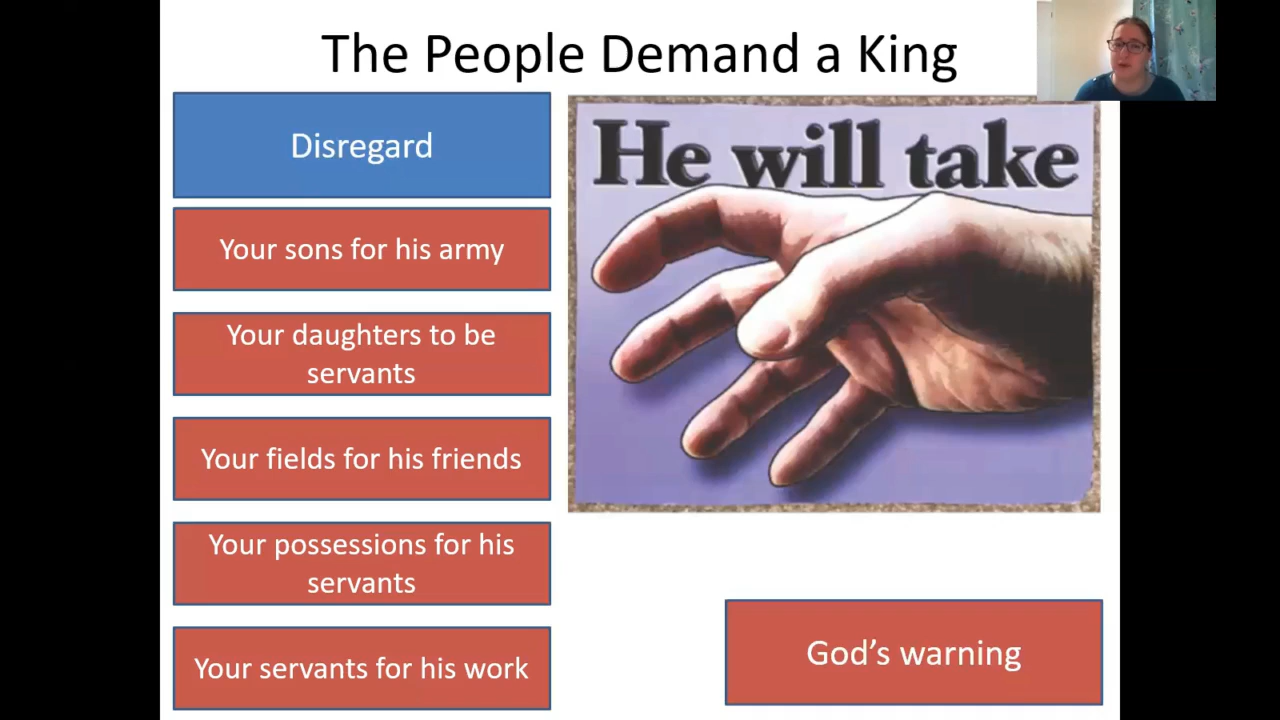 The People Demand a King
Disregard
He will take
Your sons for his army
Your daughters to be
servants
Your fields for his friends
Your possessions for his
servants
Your servants for his work
God’s warning